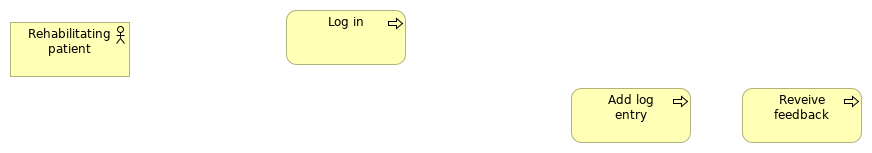 Rehabilitating
patient
Log in
Add log
entry
Reveive
feedback